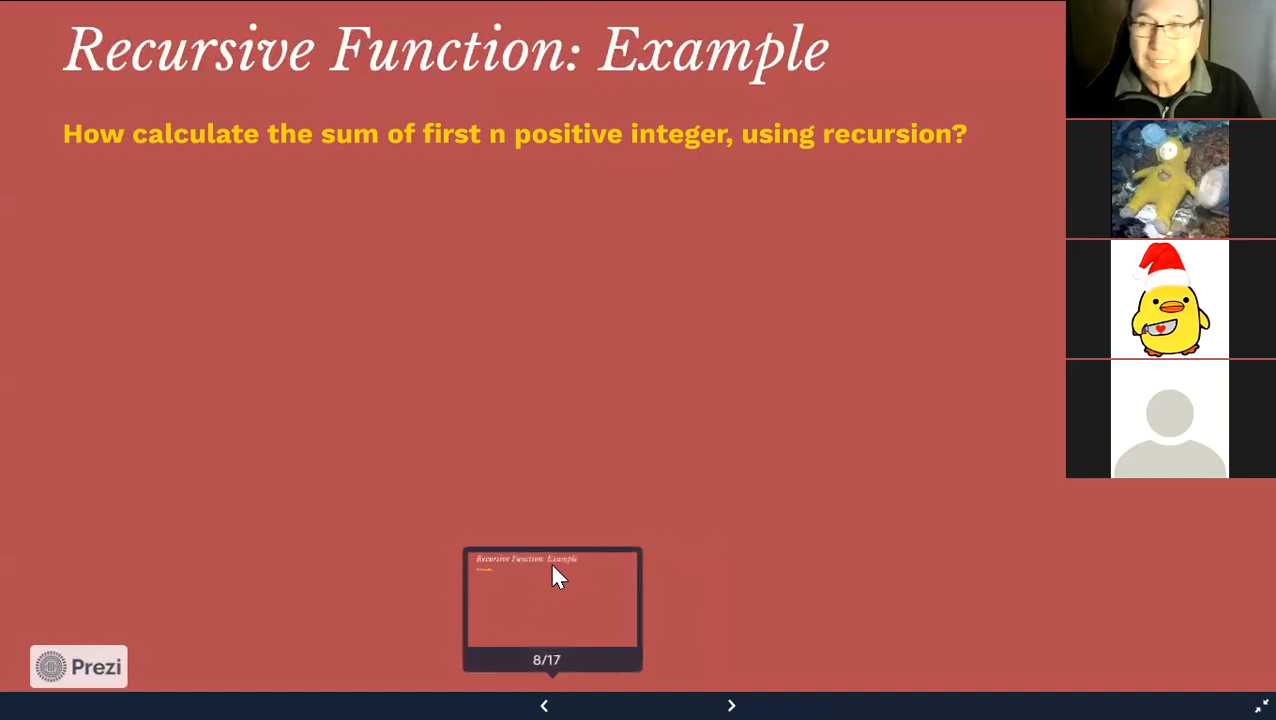 Recursive Function: Example
How calculate the sum of first n positive integer, using recursion?
Recursive Function: Example
8/17
Prezi